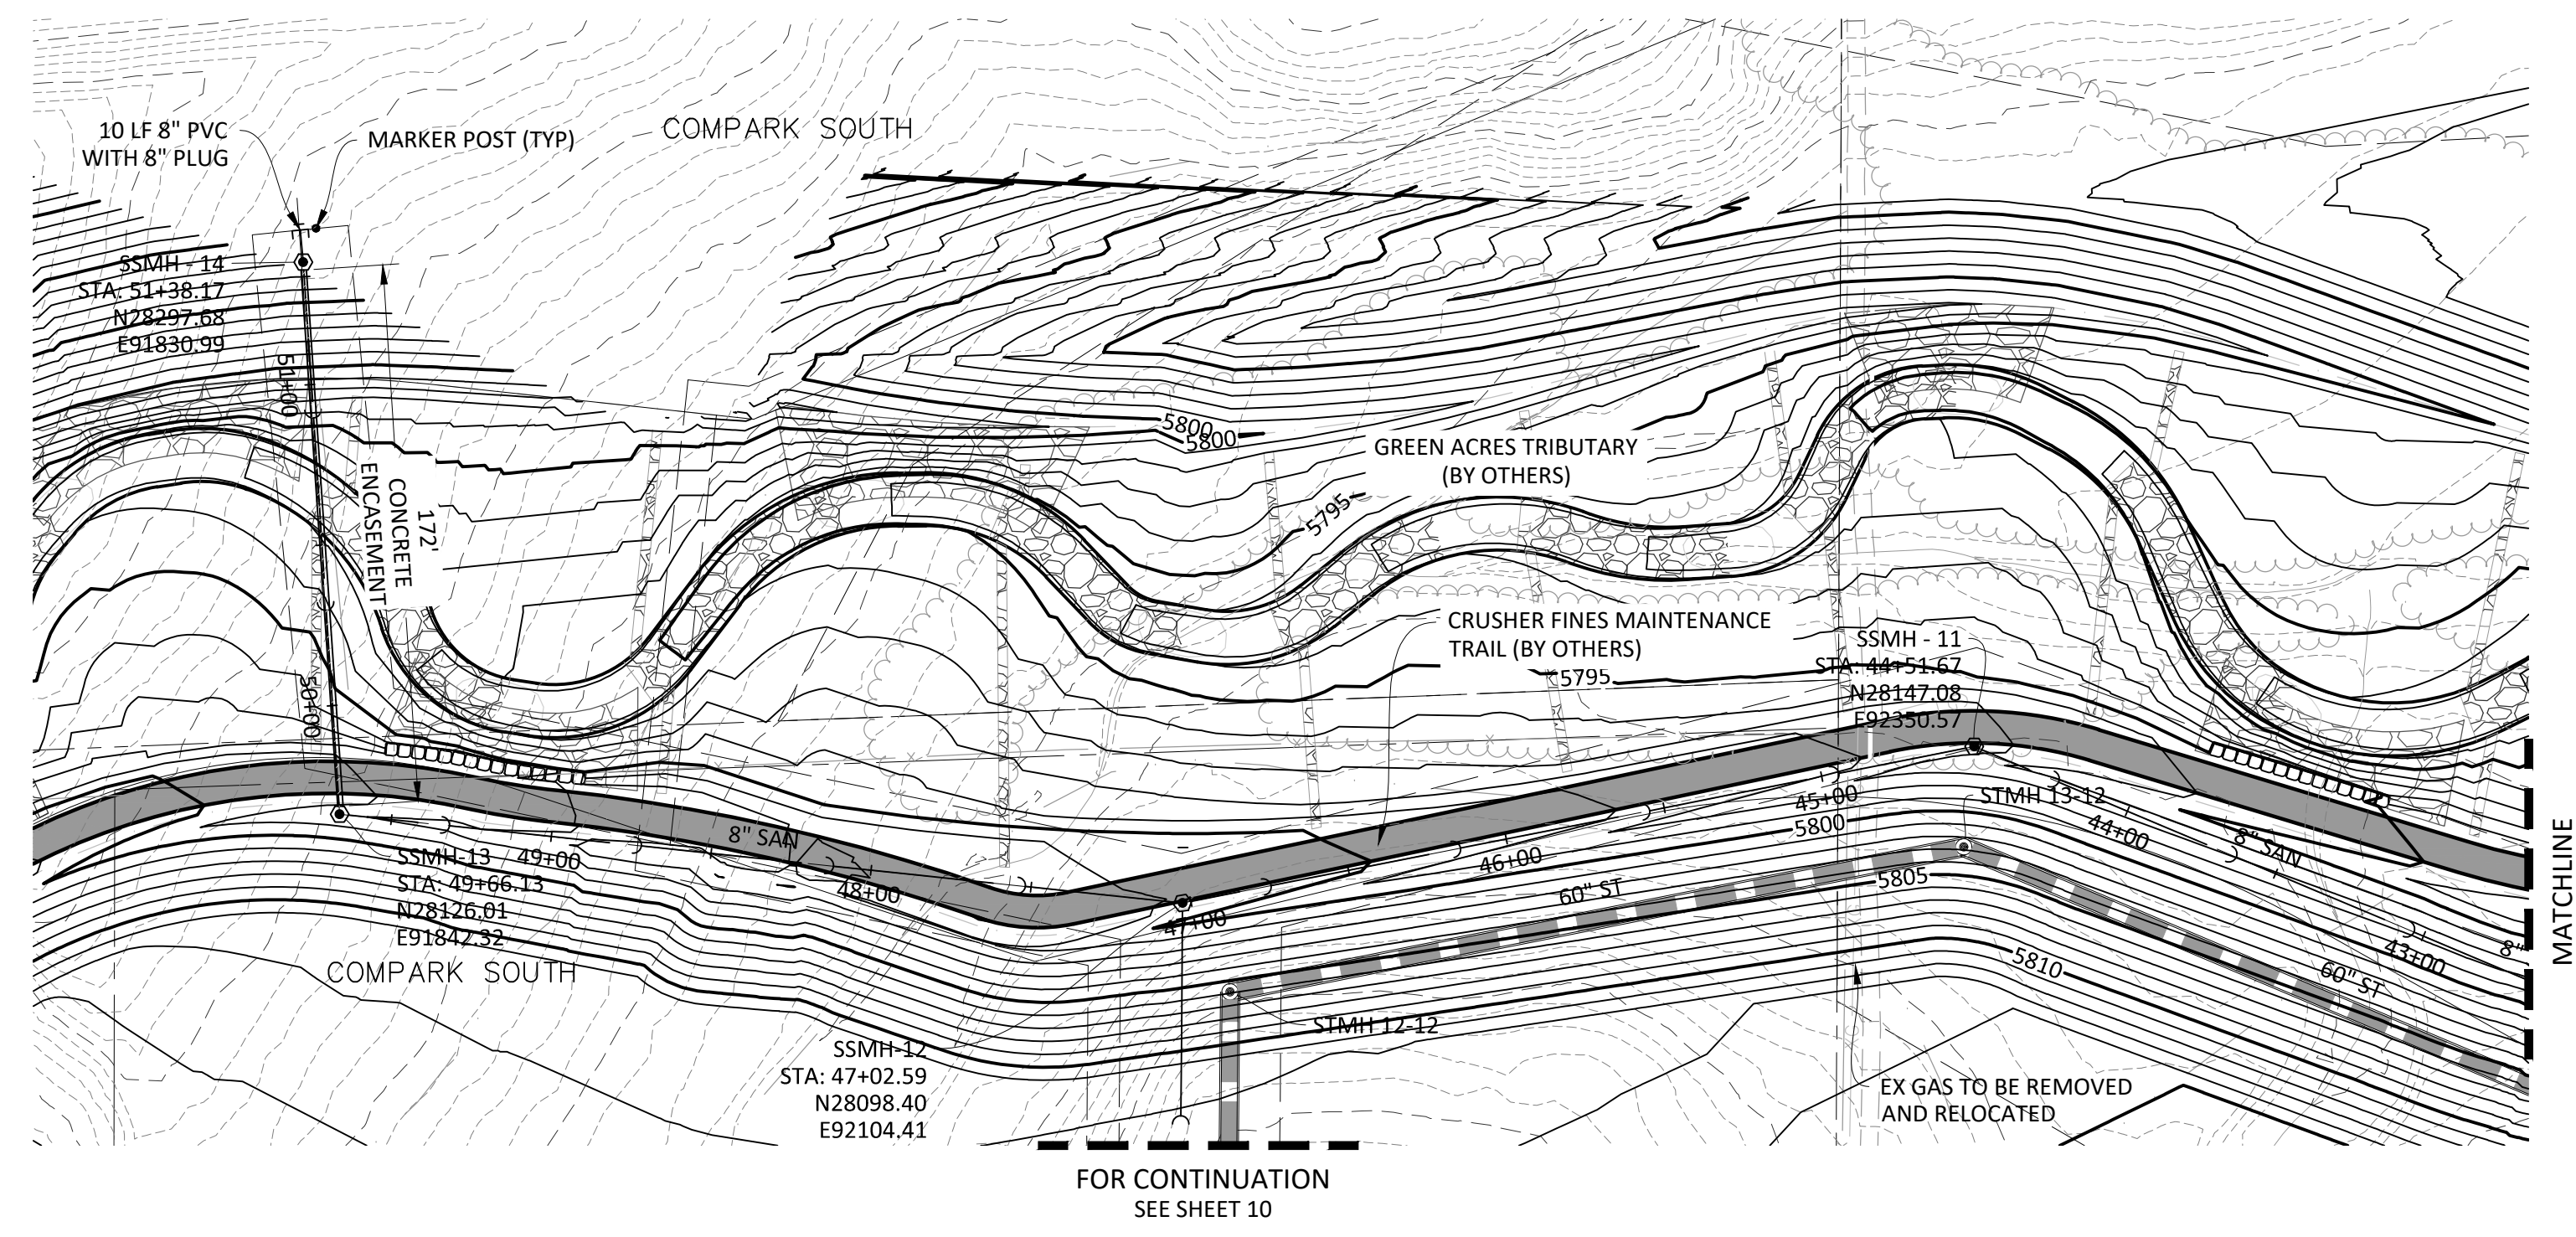 10 LF 8" PVC
WITH 8" PLUG
MARKER POST (TYP)
COMPARK SOUTH
SSMH - 14
STA: 51+38.17
N28297.68
E91830.99
51+00
5800
5800
GREEN ACRES TRIBUTARY
(BY OTHERS)
5795
172'
CONCRETE
ENCASEMENT
CRUSHER FINES MAINTENANCE
TRAIL (BY OTHERS)
5795
SSMH - 11
STA: 44+51.67
N28147.08
E92350.57
50+00
8" SAN
45+00
5800
STMH 13-12
44+00
8" SAN
SSMH-13
STA: 49+66.13
N28126.01
E91842.32
49+00
48+00
47+00
46+00
60" ST
5805
5810
43+00
8"
60" ST
MATCHLINE
COMPARK SOUTH
STMH 12-12
SSMH-12
STA: 47+02.59
N28098.40
E92104.41
EX GAS TO BE REMOVED
AND RELOCATED
FOR CONTINUATION
SEE SHEET 10